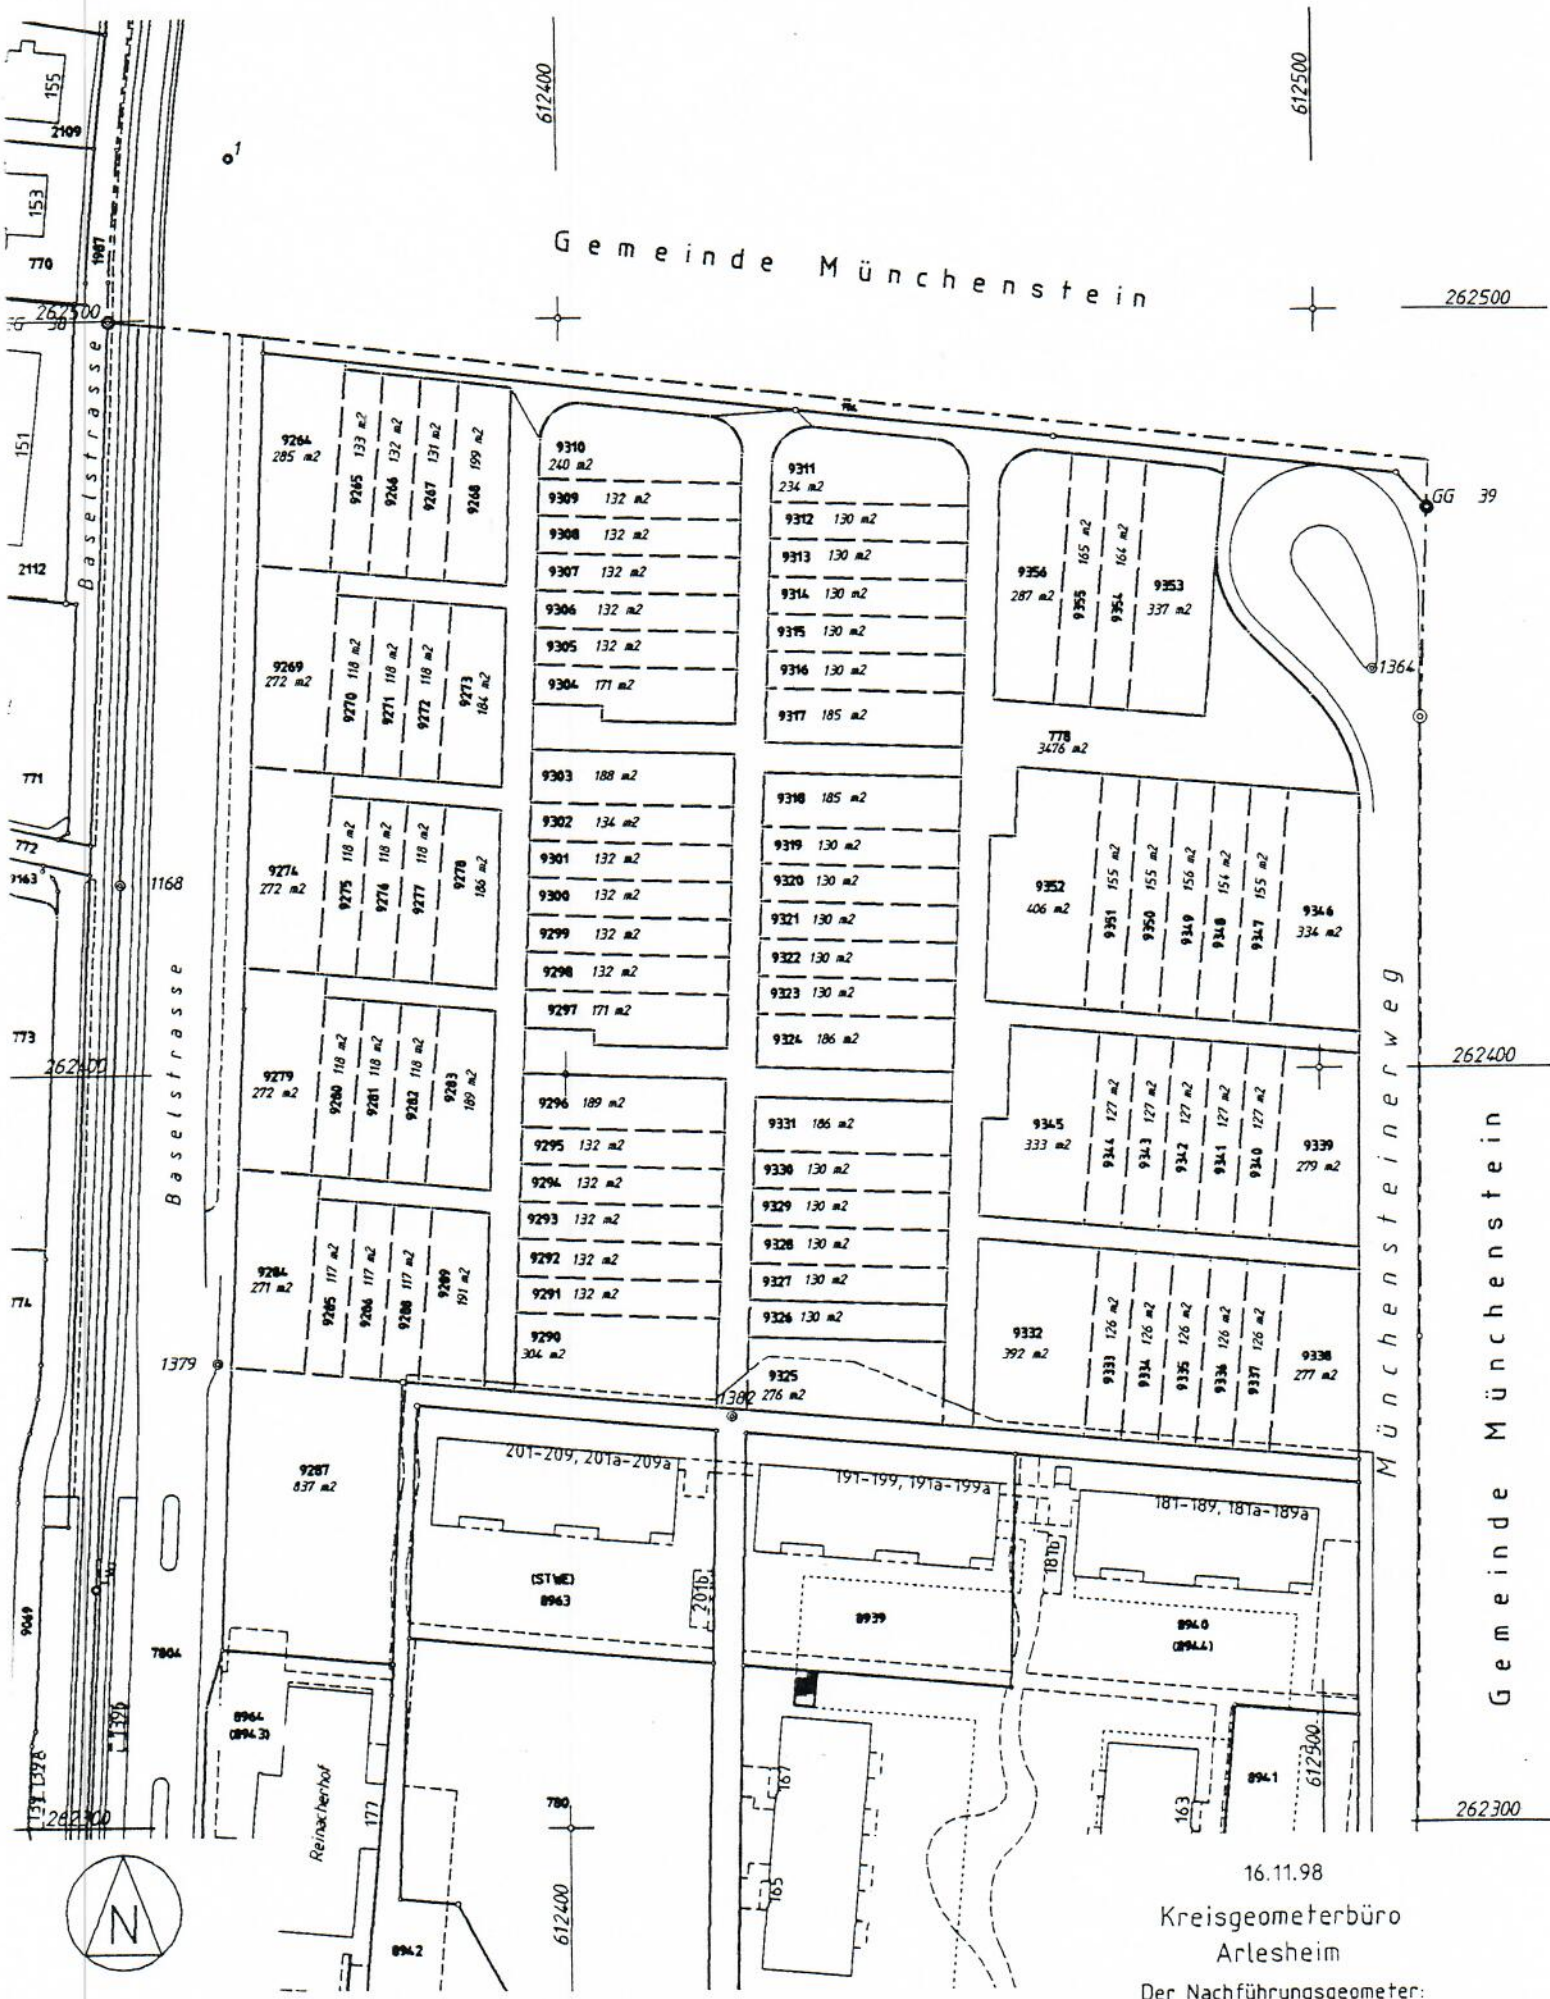 612400
612500
155
2109
1
153
770
1987
Gemeinde Münchenstein
262500
262500
Baselstrasse
151
2112
9264
285 m2
9265 133 m2
9266 132 m2
9267 131 m2
9268 199 m2
9310
240 m2
9309 132 m2
9308 132 m2
9307 132 m2
9306 132 m2
9305 132 m2
9304 171 m2
9311
234 m2
9312 130 m2
9313 130 m2
9314 130 m2
9315 130 m2
9316 130 m2
9317 185 m2
9356
287 m2
9355 165 m2
9354 164 m2
9353
337 m2
GG 39
1364
9269
272 m2
9270 118 m2
9271 118 m2
9272 118 m2
9273
184 m2
778
3476 m2
771
772
9163
1168
9274
272 m2
9275 118 m2
9276 118 m2
9277 118 m2
9278
186 m2
9303 188 m2
9302 134 m2
9301 132 m2
9300 132 m2
9299 132 m2
9298 132 m2
9297 171 m2
9318 185 m2
9319 130 m2
9320 130 m2
9321 130 m2
9322 130 m2
9323 130 m2
9324 186 m2
9352
406 m2
9351 155 m2
9350 155 m2
9349 156 m2
9348 154 m2
9347 155 m2
9346
334 m2
773
262400
262400
Baselstrasse
Münchensteinerweg
Gemeinde Münchenstein
9279
272 m2
9280 118 m2
9281 118 m2
9282 118 m2
9283
189 m2
9296 189 m2
9295 132 m2
9294 132 m2
9293 132 m2
9292 132 m2
9291 132 m2
9290
304 m2
9331 186 m2
9330 130 m2
9329 130 m2
9328 130 m2
9327 130 m2
9326 130 m2
9325
276 m2
9345
333 m2
9344 127 m2
9343 127 m2
9342 127 m2
9341 127 m2
9340 127 m2
9339
279 m2
774
9284
271 m2
9285 117 m2
9286 117 m2
9288 117 m2
9289
191 m2
9332
392 m2
9333 126 m2
9334 126 m2
9335 126 m2
9336 126 m2
9337 126 m2
9338
277 m2
1379
1382
9287
837 m2
201-209, 201a-209a
191-199, 191a-199a
181-189, 181a-189a
(STWE)
8963
201b
181b
8939
8940
(8944)
9069
7804
8964
(8943)
139b
139a
139
Reinacherhof
177
780
167
165
163
8941
612500
262300
262300
612400
8942
N
16.11.98
Kreisgeometerbüro
Arlesheim
Der Nachführungsgeometer: